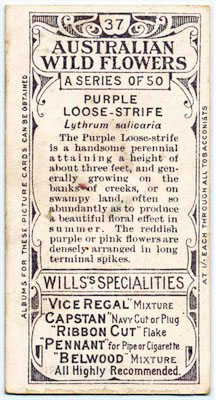 37
AUSTRALIAN
WILD FLOWERS
A SERIES OF 50
PURPLE
LOOSE-STRIFE
Lythrum salicaria
The Purple Loose-strife
is a handsome perennial
attaining a height of
about three feet, and gen-
erally growing on the
banks of creeks, or on
swampy land, often so
abundantly as to produce
a beautiful floral effect in
summer. The reddish
purple or pink flowers are
densely arranged in long
terminal spikes.
WILLS'S SPECIALITIES
"VICE REGAL" MIXTURE
"CAPSTAN" NAVY CUT OR PLUG
"RIBBON CUT" Flake
"PENNANT" for Pipe or Cigarette
"BELWOOD" MIXTURE
All Highly Recommended.
ALBUMS FOR THESE PICTURE CARDS CAN BE OBTAINED
AT 1/- EACH THROUGH ALL TOBACCONISTS